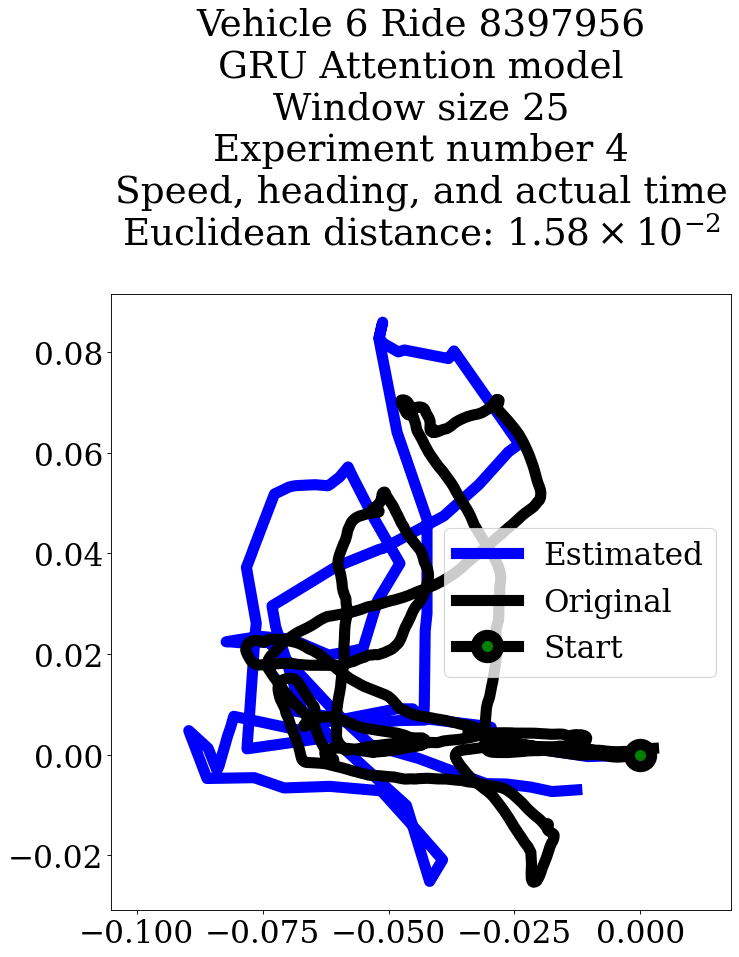 Vehicle 6 Ride 8397956
GRU Attention model
Window size 25
Experiment number 4
Speed, heading, and actual time
Euclidean distance: 1.58 × 10⁻²
0.08
0.06
0.04
0.02
0.00
−0.02
Estimated
Original
Start
−0.100 −0.075 −0.050 −0.025 0.000